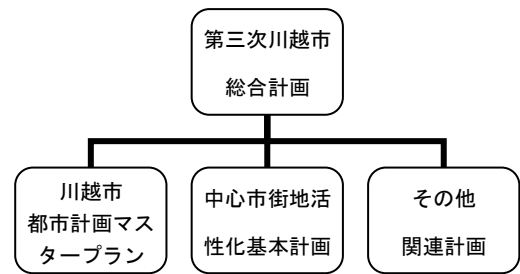 第三次川越市
総合計画
川越市
都市計画マス
タープラン
中心市街地活
性化基本計画
その他
関連計画